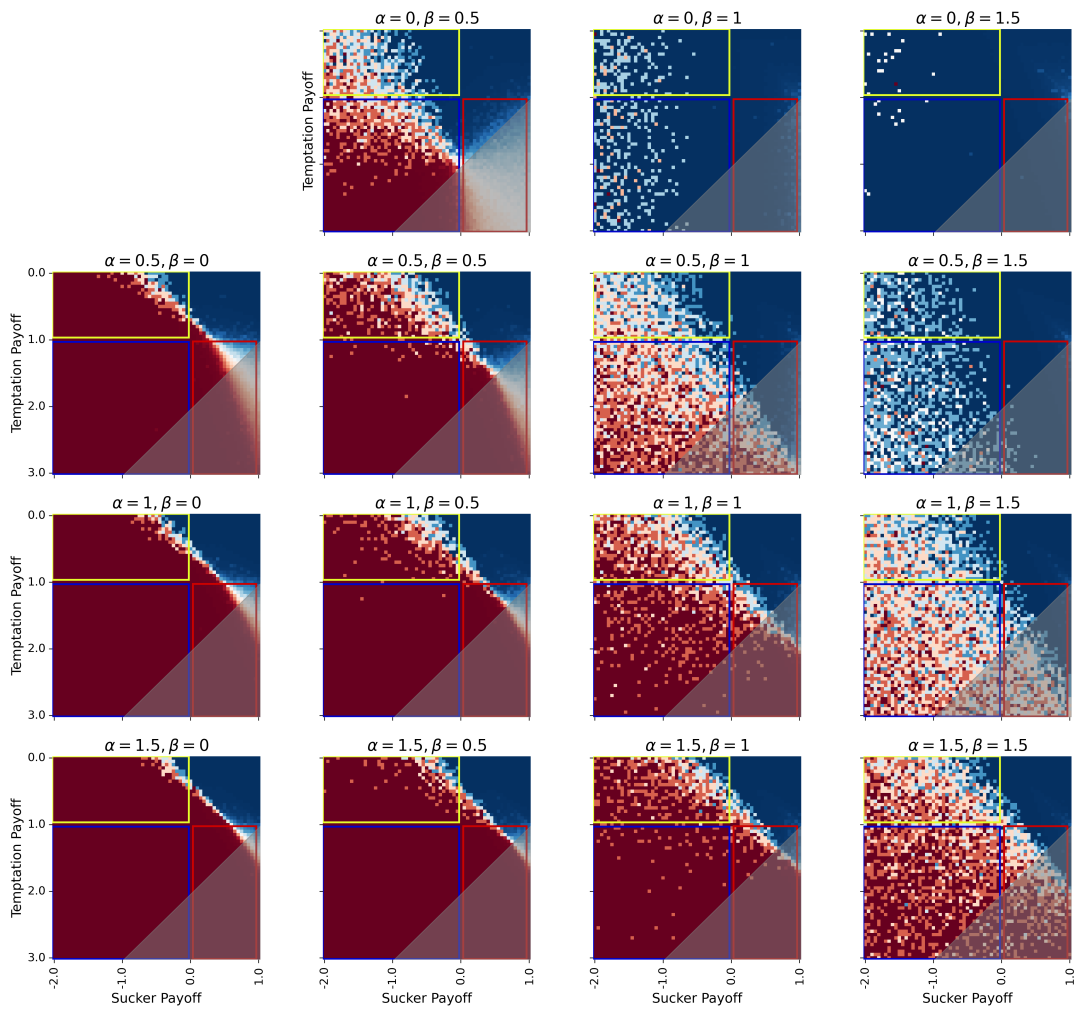 α = 0, β = 0.5
α = 0, β = 1
α = 0, β = 1.5
Temptation Payoff
α = 0.5, β = 0
α = 0.5, β = 0.5
α = 0.5, β = 1
α = 0.5, β = 1.5
Temptation Payoff
0.0
1.0
2.0
3.0
α = 1, β = 0
α = 1, β = 0.5
α = 1, β = 1
α = 1, β = 1.5
Temptation Payoff
0.0
1.0
2.0
3.0
α = 1.5, β = 0
α = 1.5, β = 0.5
α = 1.5, β = 1
α = 1.5, β = 1.5
Temptation Payoff
0.0
1.0
2.0
3.0
-2.0 -1.0 0.0 1.0
-2.0 -1.0 0.0 1.0
-2.0 -1.0 0.0 1.0
-2.0 -1.0 0.0 1.0
Sucker Payoff
Sucker Payoff
Sucker Payoff
Sucker Payoff